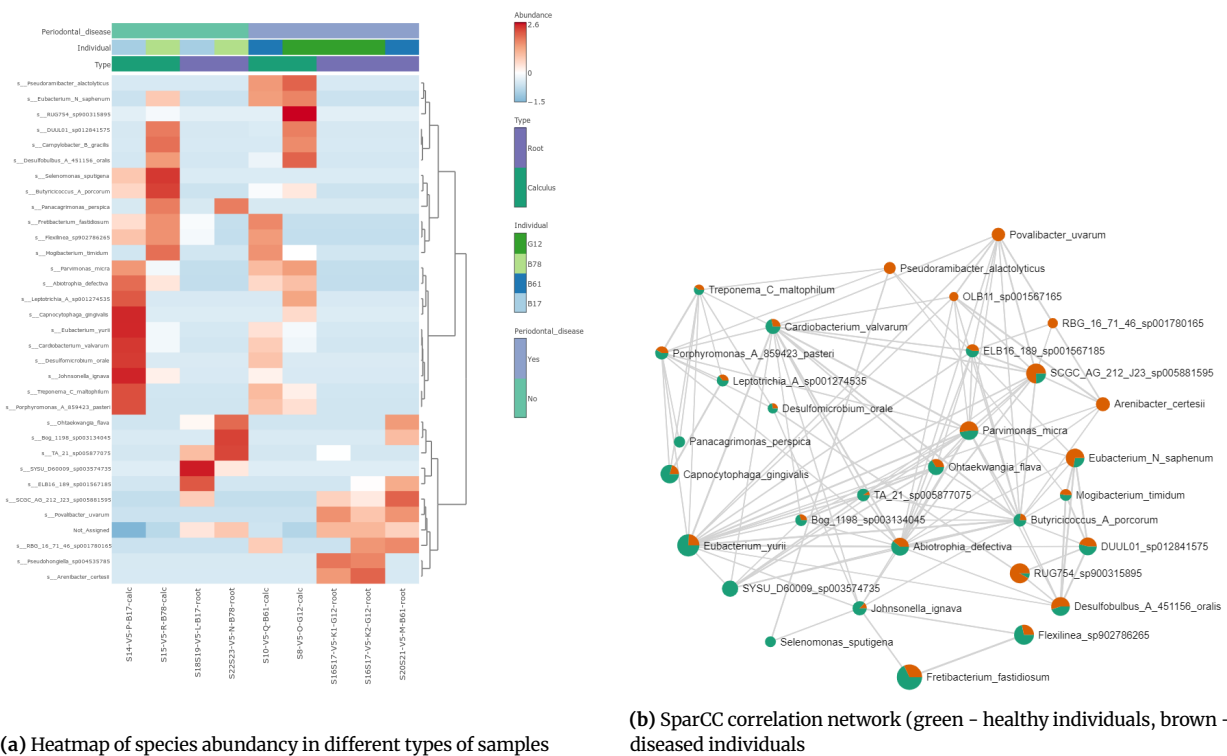 Periodontal_disease
Individual
Type
s__Pseudoramibacter_alactolyticus
s__Eubacterium_N_saphenum
s__RUG754_sp900315895
s__DUUL01_sp012841575
s__Campylobacter_B_gracilis
s__Desulfobulbus_A_451156_oralis
s__Selenomonas_sputigena
s__Butyricicoccus_A_porcorum
s__Panacagrimonas_perspica
s__Fretibacterium_fastidiosum
s__Flexilinea_sp902786265
s__Mogibacterium_timidum
s__Parvimonas_micra
s__Abiotrophia_defectiva
s__Leptotrichia_A_sp001274535
s__Capnocytophaga_gingivalis
s__Eubacterium_yurii
s__Cardiobacterium_valvarum
s__Desulfomicrobium_orale
s__Johnsonella_ignava
s__Treponema_C_maltophilum
s__Porphyromonas_A_859423_pasteri
s__Ohtaekwangia_flava
s__Bog_1198_sp003134045
s__TA_21_sp005877075
s__SYSU_D60009_sp003574735
s__ELB16_189_sp001567185
s__SCGC_AG_212_J23_sp005881595
s__Povalibacter_uvarum
Not_Assigned
s__RBG_16_71_46_sp001780165
s__Pseudohongiella_sp004535785
s__Arenibacter_certesii
S14-V5-P-B17-calc
S15-V5-R-B78-calc
S18S19-V5-L-B17-root
S22S23-V5-N-B78-root
S10-V5-Q-B61-calc
S8-V5-O-G12-calc
S16S17-V5-K1-G12-root
S16S17-V5-K2-G12-root
S20S21-V5-M-B61-root
Abundance
2.6
0
−1.5
Type
Root
Calculus
Individual
G12
B78
B61
B17
Periodontal_disease
Yes
No
(a) Heatmap of species abundancy in different types of samples
Povalibacter_uvarum
Pseudoramibacter_alactolyticus
Treponema_C_maltophilum
OLB11_sp001567165
Cardiobacterium_valvarum
RBG_16_71_46_sp001780165
Porphyromonas_A_859423_pasteri
ELB16_189_sp001567185
SCGC_AG_212_J23_sp005881595
Leptotrichia_A_sp001274535
Desulfomicrobium_orale
Arenibacter_certesii
Parvimonas_micra
Panacagrimonas_perspica
Eubacterium_N_saphenum
Capnocytophaga_gingivalis
Ohtaekwangia_flava
TA_21_sp005877075
Mogibacterium_timidum
Bog_1198_sp003134045
Butyricicoccus_A_porcorum
Eubacterium_yurii
Abiotrophia_defectiva
DUUL01_sp012841575
RUG754_sp900315895
SYSU_D60009_sp003574735
Johnsonella_ignava
Desulfobulbus_A_451156_oralis
Selenomonas_sputigena
Flexilinea_sp902786265
Fretibacterium_fastidiosum
(b) SparCC correlation network (green - healthy individuals, brown -
diseased individuals